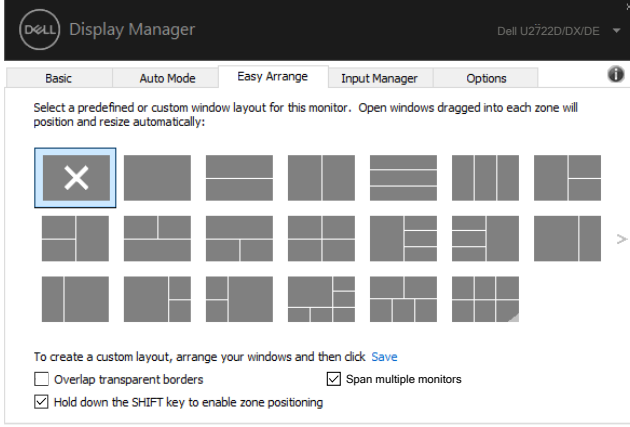 DELL Display Manager
Dell U2722D/DX/DE
Basic Auto Mode Easy Arrange Input Manager Options
Select a predefined or custom window layout for this monitor. Open windows dragged into each zone will
position and resize automatically:
To create a custom layout, arrange your windows and then click Save
Overlap transparent borders
Span multiple monitors
Hold down the SHIFT key to enable zone positioning